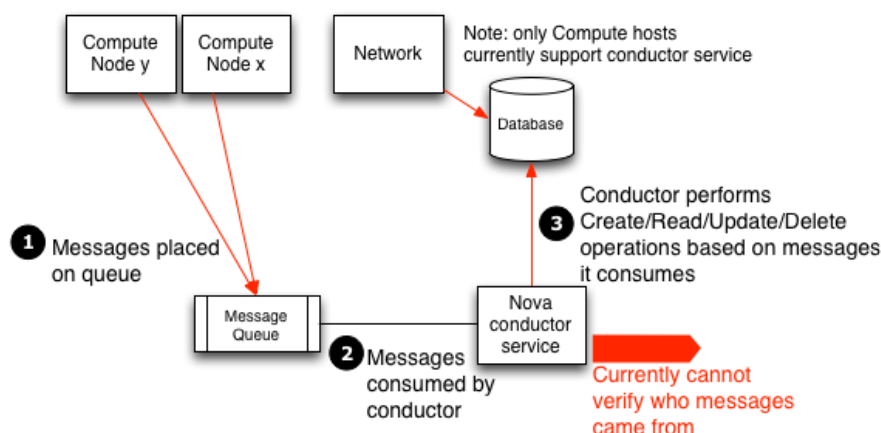 Compute
Node y
Compute
Node x
Network
Note: only Compute hosts
currently support conductor service
Database
1
Messages placed
on queue
3
Conductor performs
Create/Read/Update/Delete
operations based on messages
it consumes
Message
Queue
2
Messages
consumed by
conductor
Nova
conductor
service
Currently cannot
verify who messages
came from